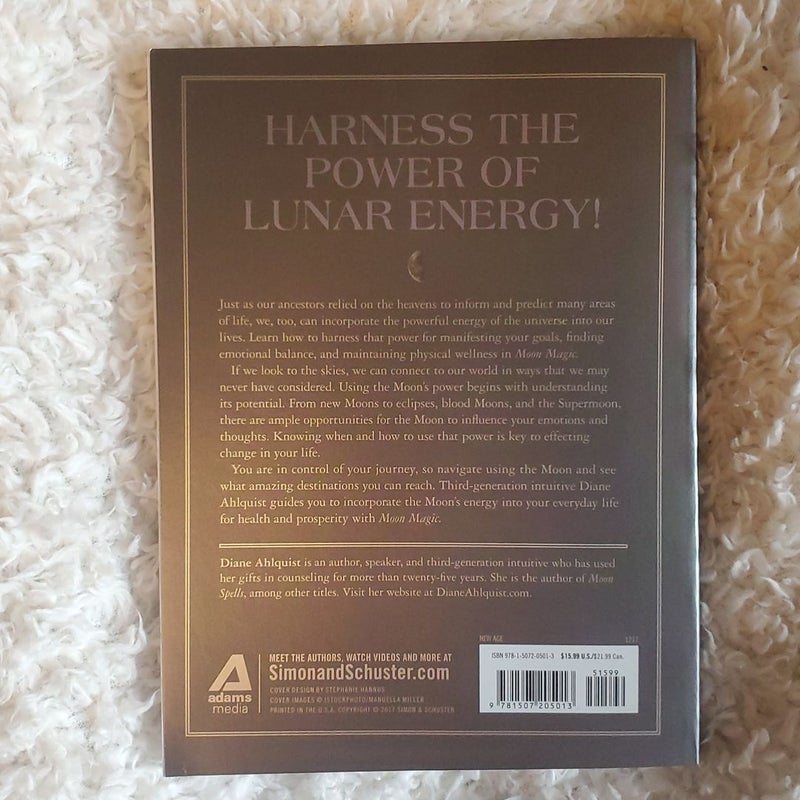 HARNESS THE
POWER OF
LUNAR ENERGY!
Just as our ancestors relied on the heavens to inform and predict many areas
of life, we, too, can incorporate the powerful energy of the universe into our
lives. Learn how to harness that power for manifesting your goals, finding
emotional balance, and maintaining physical wellness in Moon Magic.
If we look to the skies, we can connect to our world in ways that we may
never have considered. Using the Moon's power begins with understanding
its potential. From new Moons to eclipses, blood Moons, and the Supermoon,
there are ample opportunities for the Moon to influence your emotions and
thoughts. Knowing when and how to use that power is key to effecting
change in your life.
You are in control of your journey, so navigate using the Moon and see
what amazing destinations you can reach. Third-generation intuitive Diane
Ahlquist guides you to incorporate the Moon's energy into your everyday life
for health and prosperity with Moon Magic.
Diane Ahlquist is an author, speaker, and third-generation intuitive who has used
her gifts in counseling for more than twenty-five years. She is the author of Moon
Spells, among other titles. Visit her website at DianeAhlquist.com.
adams
media
MEET THE AUTHORS, WATCH VIDEOS AND MORE AT
SimonandSchuster.com
COVER DESIGN BY STEPHANIE HANNUS
COVER IMAGES © ISTOCKPHOTO/MANUELLA MILLER
PRINTED IN THE U.S.A. COPYRIGHT © 2017 SIMON & SCHUSTER
NEW AGE 1217
ISBN 978-1-5072-0501-3 $15.99 U.S./$21.99 Can.
51599
9 781507 205013